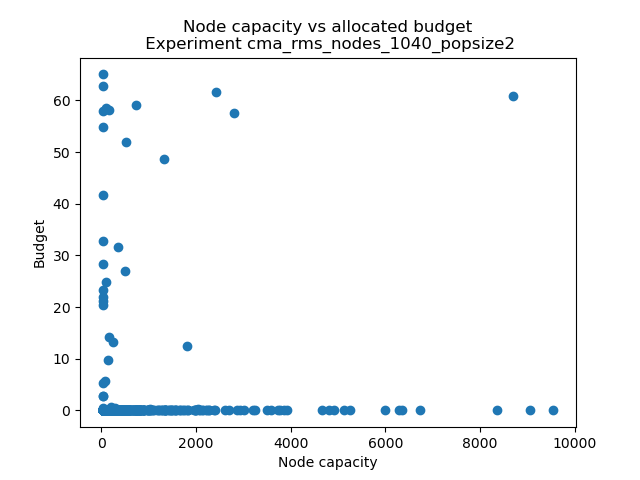 Node capacity vs allocated budget
Experiment cma_rms_nodes_1040_popsize2
60
50
40
30
20
10
0
Budget
0 2000 4000 6000 8000 10000
Node capacity